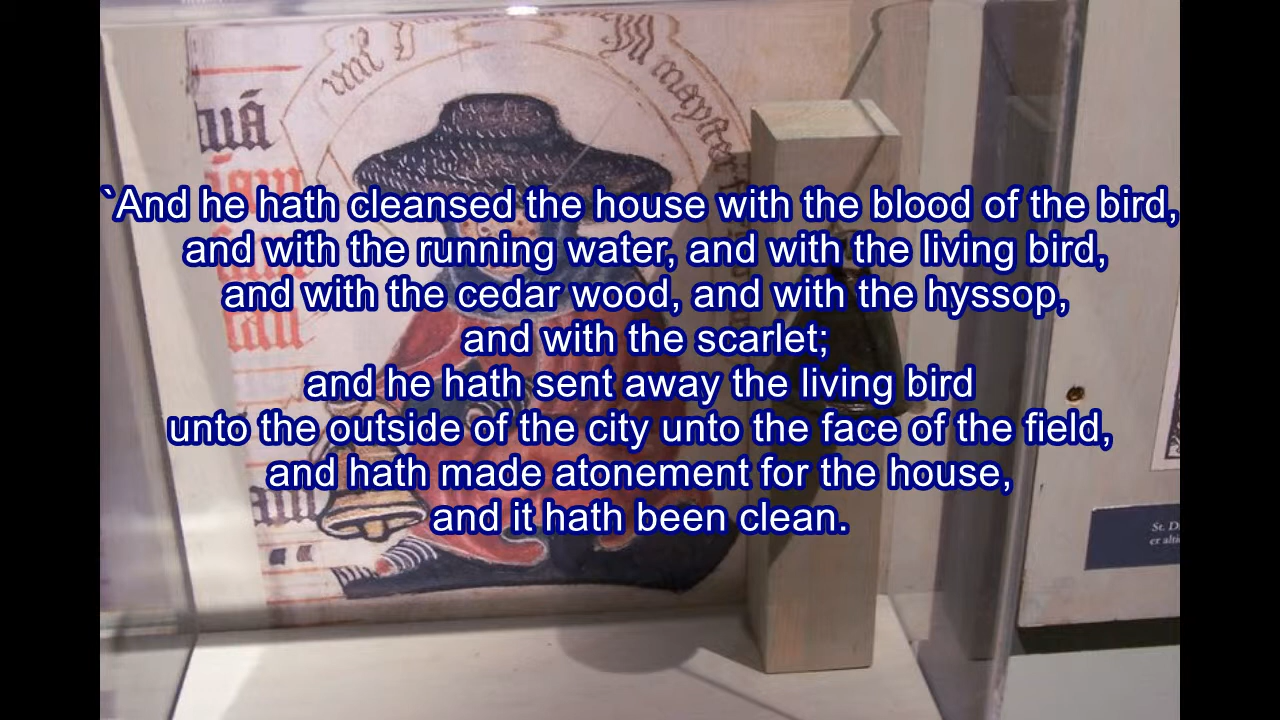 `And he hath cleansed the house with the blood of the bird,
and with the running water, and with the living bird,
and with the cedar wood, and with the hyssop,
and with the scarlet;
and he hath sent away the living bird
unto the outside of the city unto the face of the field,
and hath made atonement for the house,
and it hath been clean.
St. D
er alti